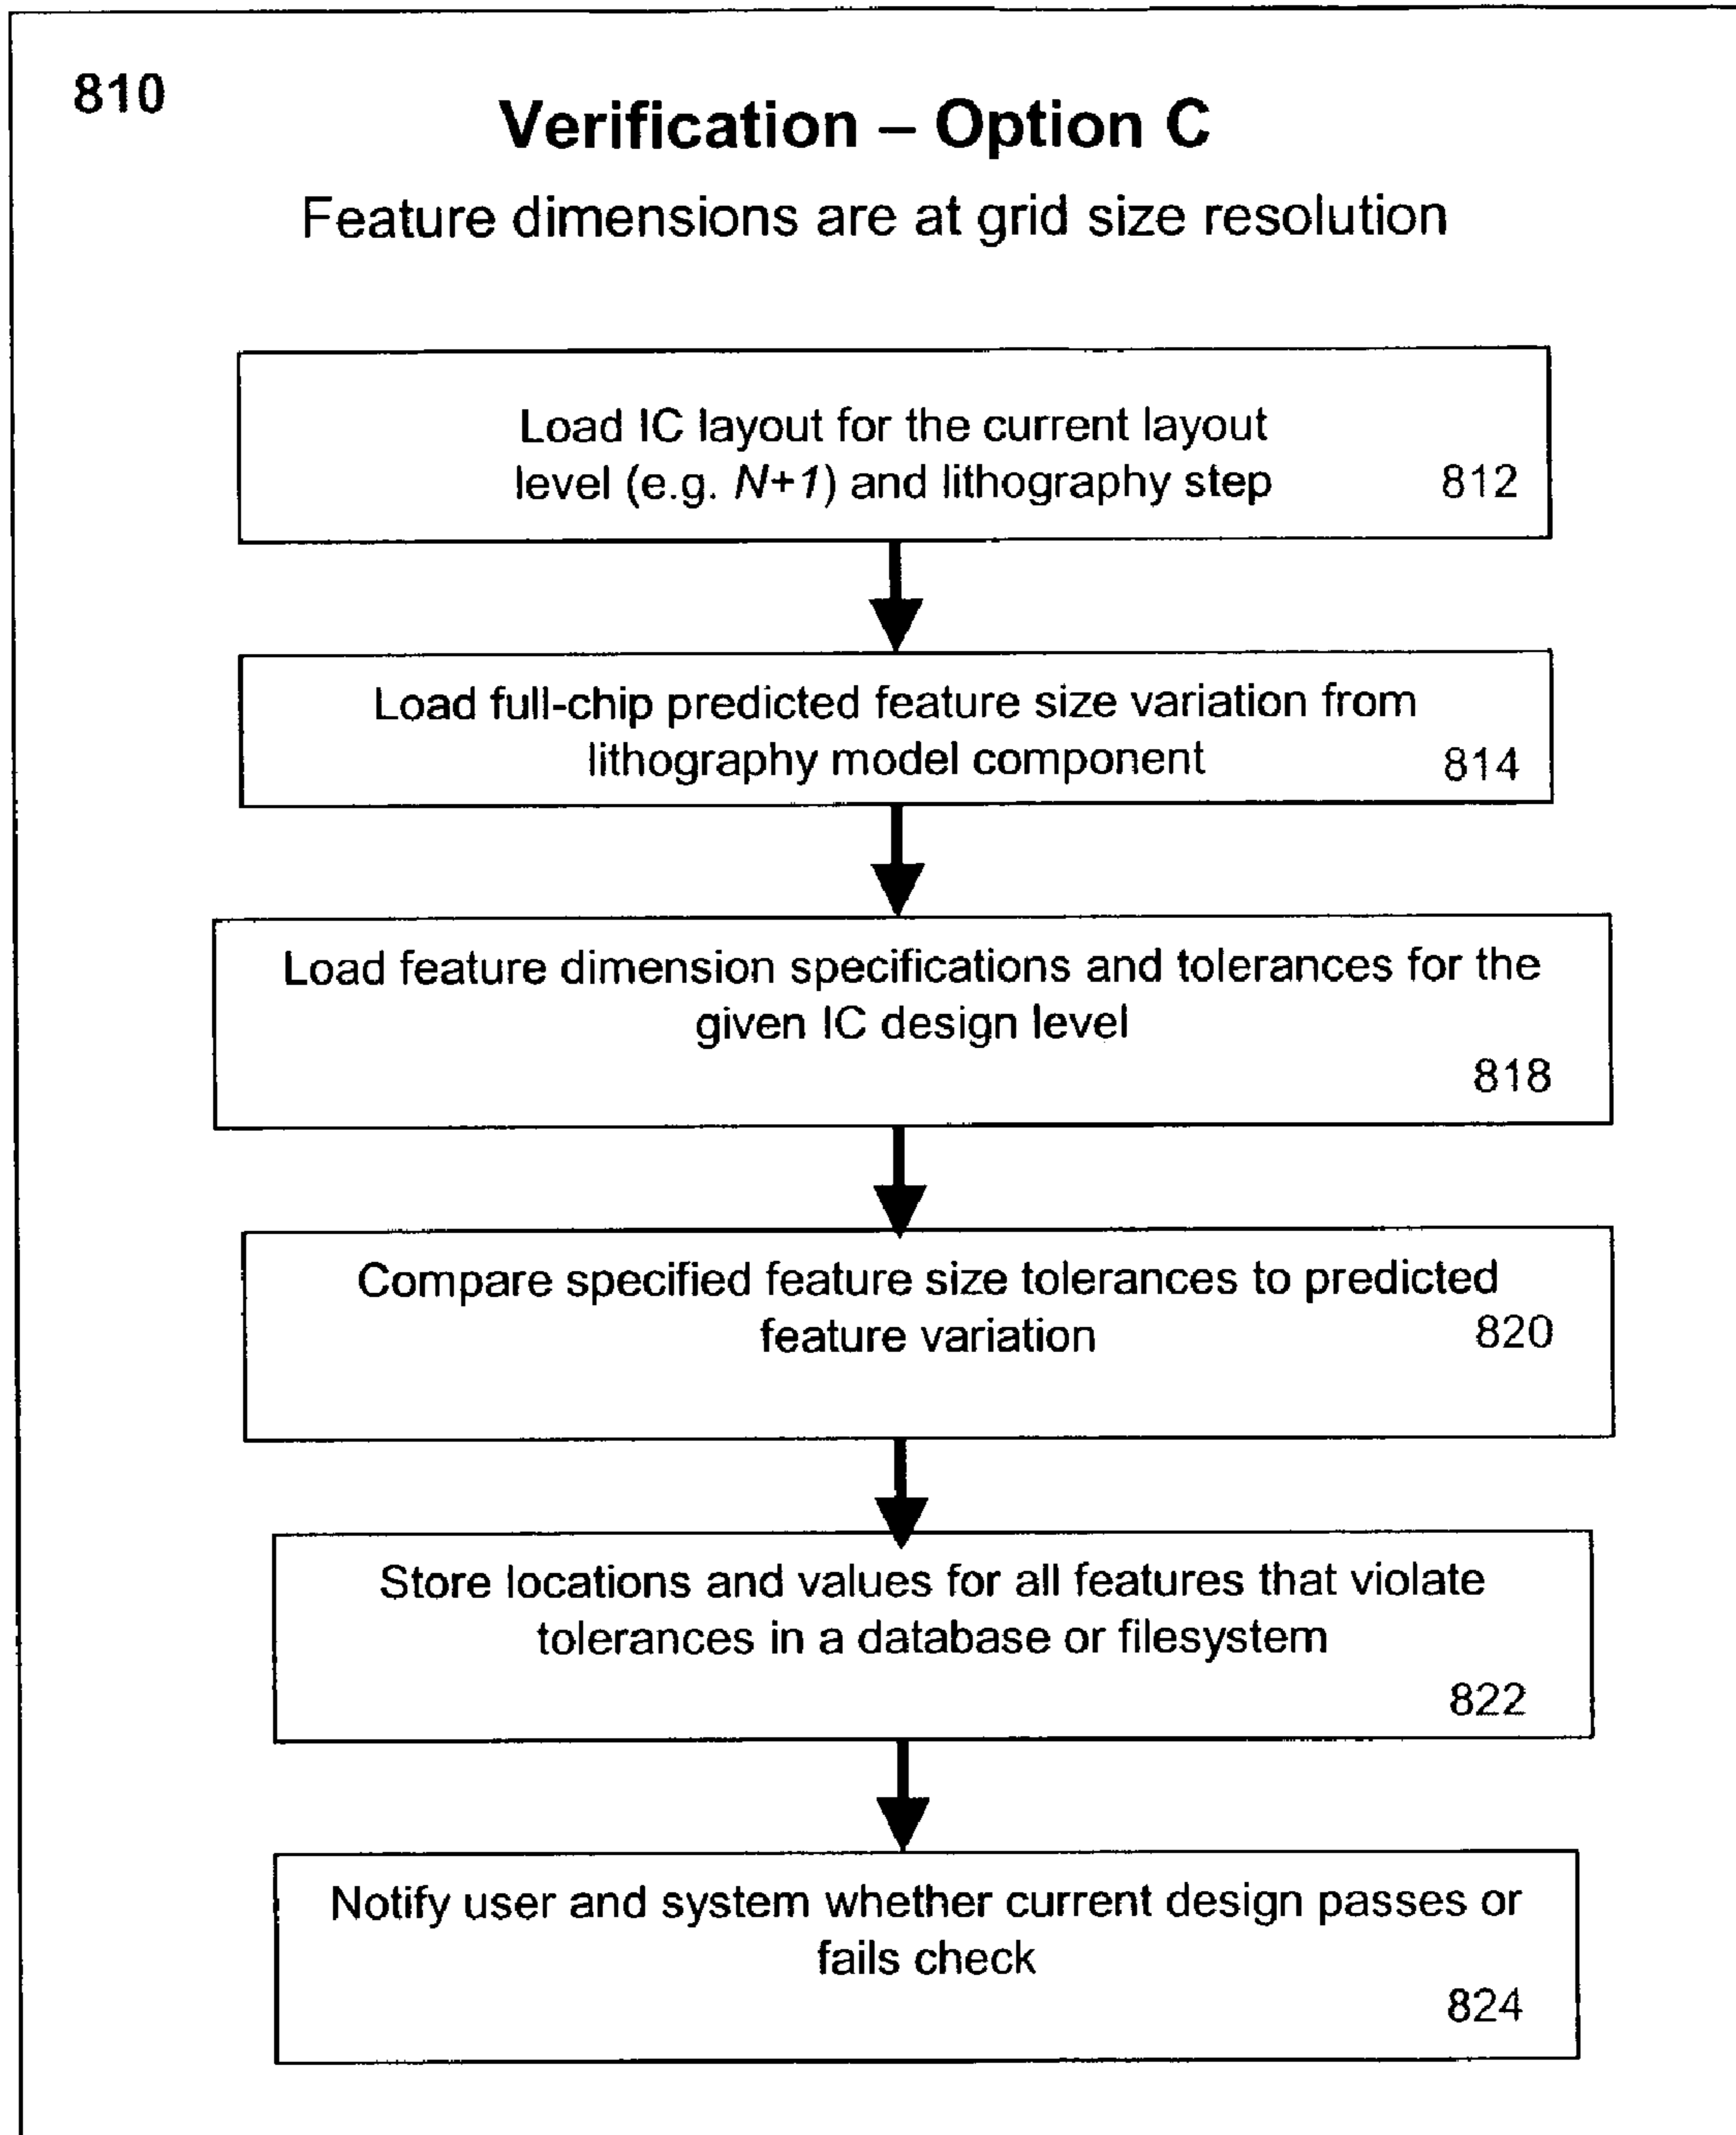 810
Verification – Option C
Feature dimensions are at grid size resolution
Load IC layout for the current layout
level (e.g. N+1) and lithography step
812
Load full-chip predicted feature size variation from
lithography model component
814
Load feature dimension specifications and tolerances for the
given IC design level
818
Compare specified feature size tolerances to predicted
feature variation
820
Store locations and values for all features that violate
tolerances in a database or filesystem
822
Notify user and system whether current design passes or
fails check
824